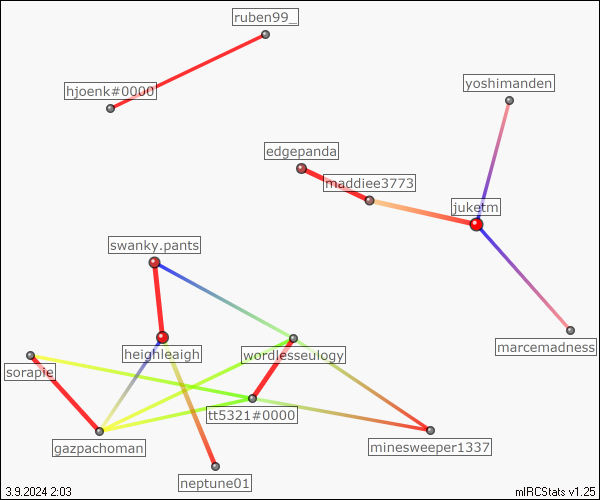 ruben99_
hjoenk#0000
yoshimanden
edgepanda
maddiee3773
juketm
swanky.pants
heighleaigh
wordlesseulogy
marcemadness
sorapie
tt5321#0000
gazpachoman
minesweeper1337
neptune01
3.9.2024 2:03
mIRCStats v1.25